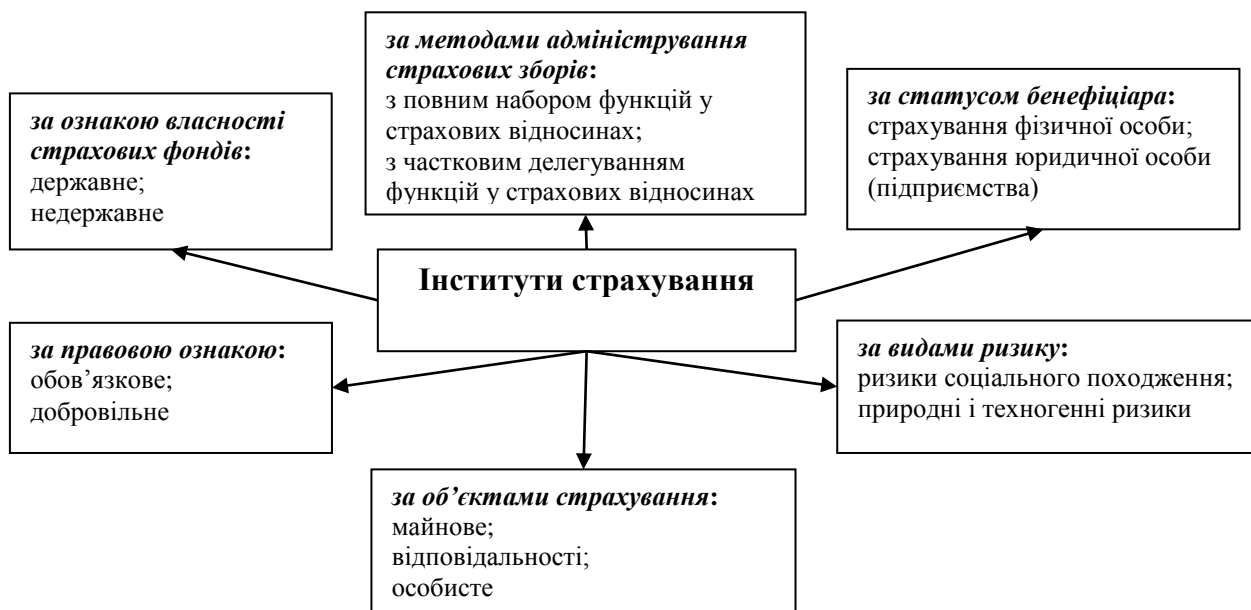 за методами адміністрування
страхових зборів:
з повним набором функцій у
страхових відносинах;
з частковим делегуванням
функцій у страхових відносинах
за ознакою власності
страхових фондів:
державне;
недержавне
за статусом бенефіціара:
страхування фізичної особи;
страхування юридичної особи
(підприємства)
Інститути страхування
за правовою ознакою:
обов’язкове;
добровільне
за видами ризику:
ризики соціального походження;
природні і техногенні ризики
за об’єктами страхування:
майнове;
відповідальності;
особисте